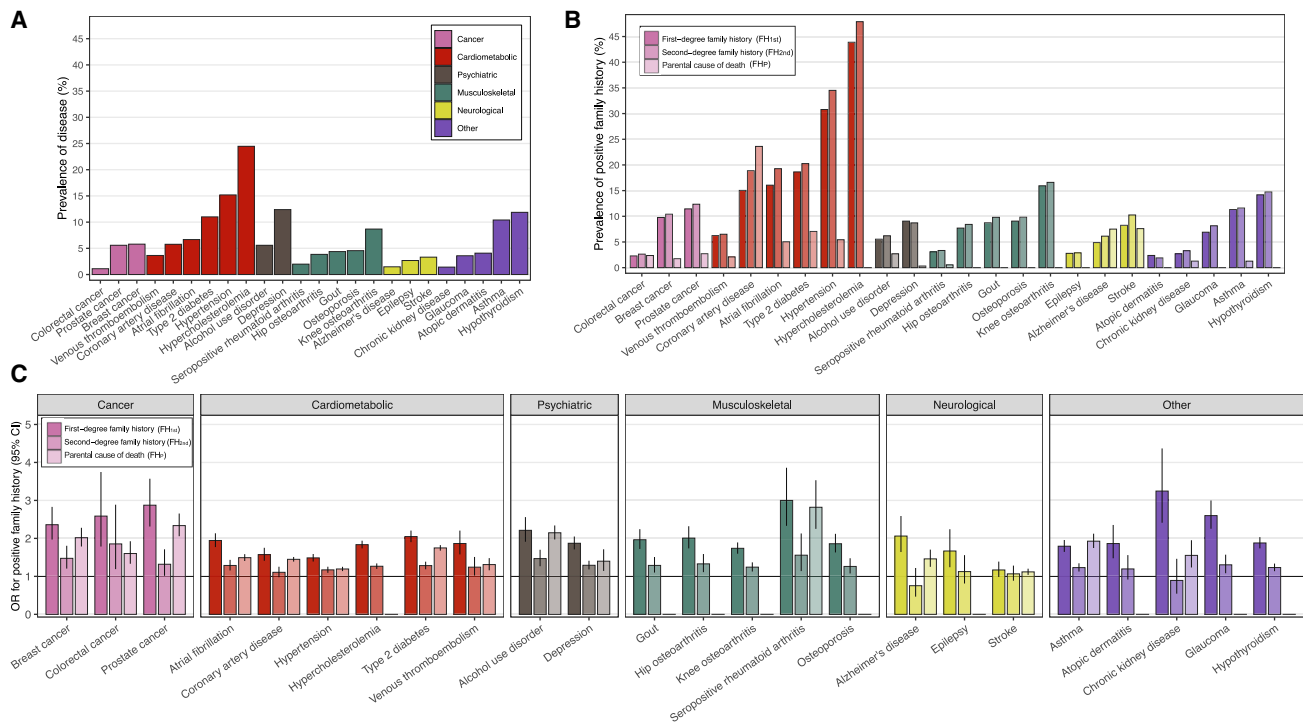 A
Prevalence of disease (%)
45
40
35
30
25
20
15
10
5
0
Cancer
Cardiometabolic
Psychiatric
Musculoskeletal
Neurological
Other
Colorectal cancer
Prostate cancer
Breast cancer
Venous thromboembolism
Coronary artery disease
Atrial fibrillation
Type 2 diabetes
Hypertension
Hypercholesterolemia
Alcohol use disorder
Depression
Seropositive rheumatoid arthritis
Hip osteoarthritis
Gout
Osteoporosis
Knee osteoarthritis
Alzheimer's disease
Epilepsy
Stroke
Chronic kidney disease
Glaucoma
Atopic dermatitis
Asthma
Hypothyroidism
B
Prevalence of positive family history (%)
45
40
35
30
25
20
15
10
5
0
First-degree family history (FH1st)
Second-degree family history (FH2nd)
Parental cause of death (FHP)
Colorectal cancer
Breast cancer
Prostate cancer
Venous thromboembolism
Coronary artery disease
Atrial fibrillation
Type 2 diabetes
Hypertension
Hypercholesterolemia
Alcohol use disorder
Depression
Seropositive rheumatoid arthritis
Hip osteoarthritis
Gout
Osteoporosis
Knee osteoarthritis
Epilepsy
Alzheimer's disease
Stroke
Atopic dermatitis
Chronic kidney disease
Glaucoma
Asthma
Hypothyroidism
C
OR for positive family history (95% CI)
5
4
3
2
1
0
Cancer
Cardiometabolic
Psychiatric
Musculoskeletal
Neurological
Other
First-degree family history (FH1st)
Second-degree family history (FH2nd)
Parental cause of death (FHP)
Breast cancer
Colorectal cancer
Prostate cancer
Atrial fibrillation
Coronary artery disease
Hypertension
Hypercholesterolemia
Type 2 diabetes
Venous thromboembolism
Alcohol use disorder
Depression
Gout
Hip osteoarthritis
Knee osteoarthritis
Seropositive rheumatoid arthritis
Osteoporosis
Alzheimer's disease
Epilepsy
Stroke
Asthma
Atopic dermatitis
Chronic kidney disease
Glaucoma
Hypothyroidism